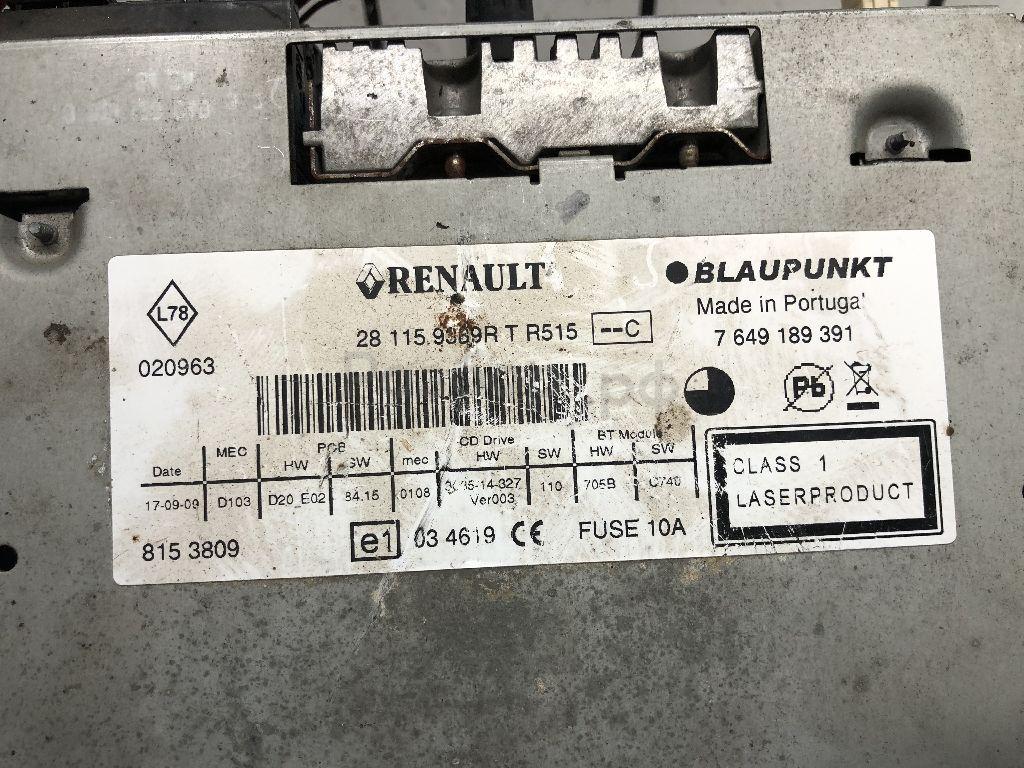 L78
020963
RENAULT
BLAUPUNKT
Made in Portugal
28 115.9369R T R515 --C
7 649 189 391
Pb
Date MEC PCB HW SW mec CD Drive HW SW BT Module HW SW
17-09-09 D103 D20_E02 84.15 0108 Ver003 110 705B C740
CLASS 1
LASERPRODUCT
815 3809
e1 03 4619 CE FUSE 10A